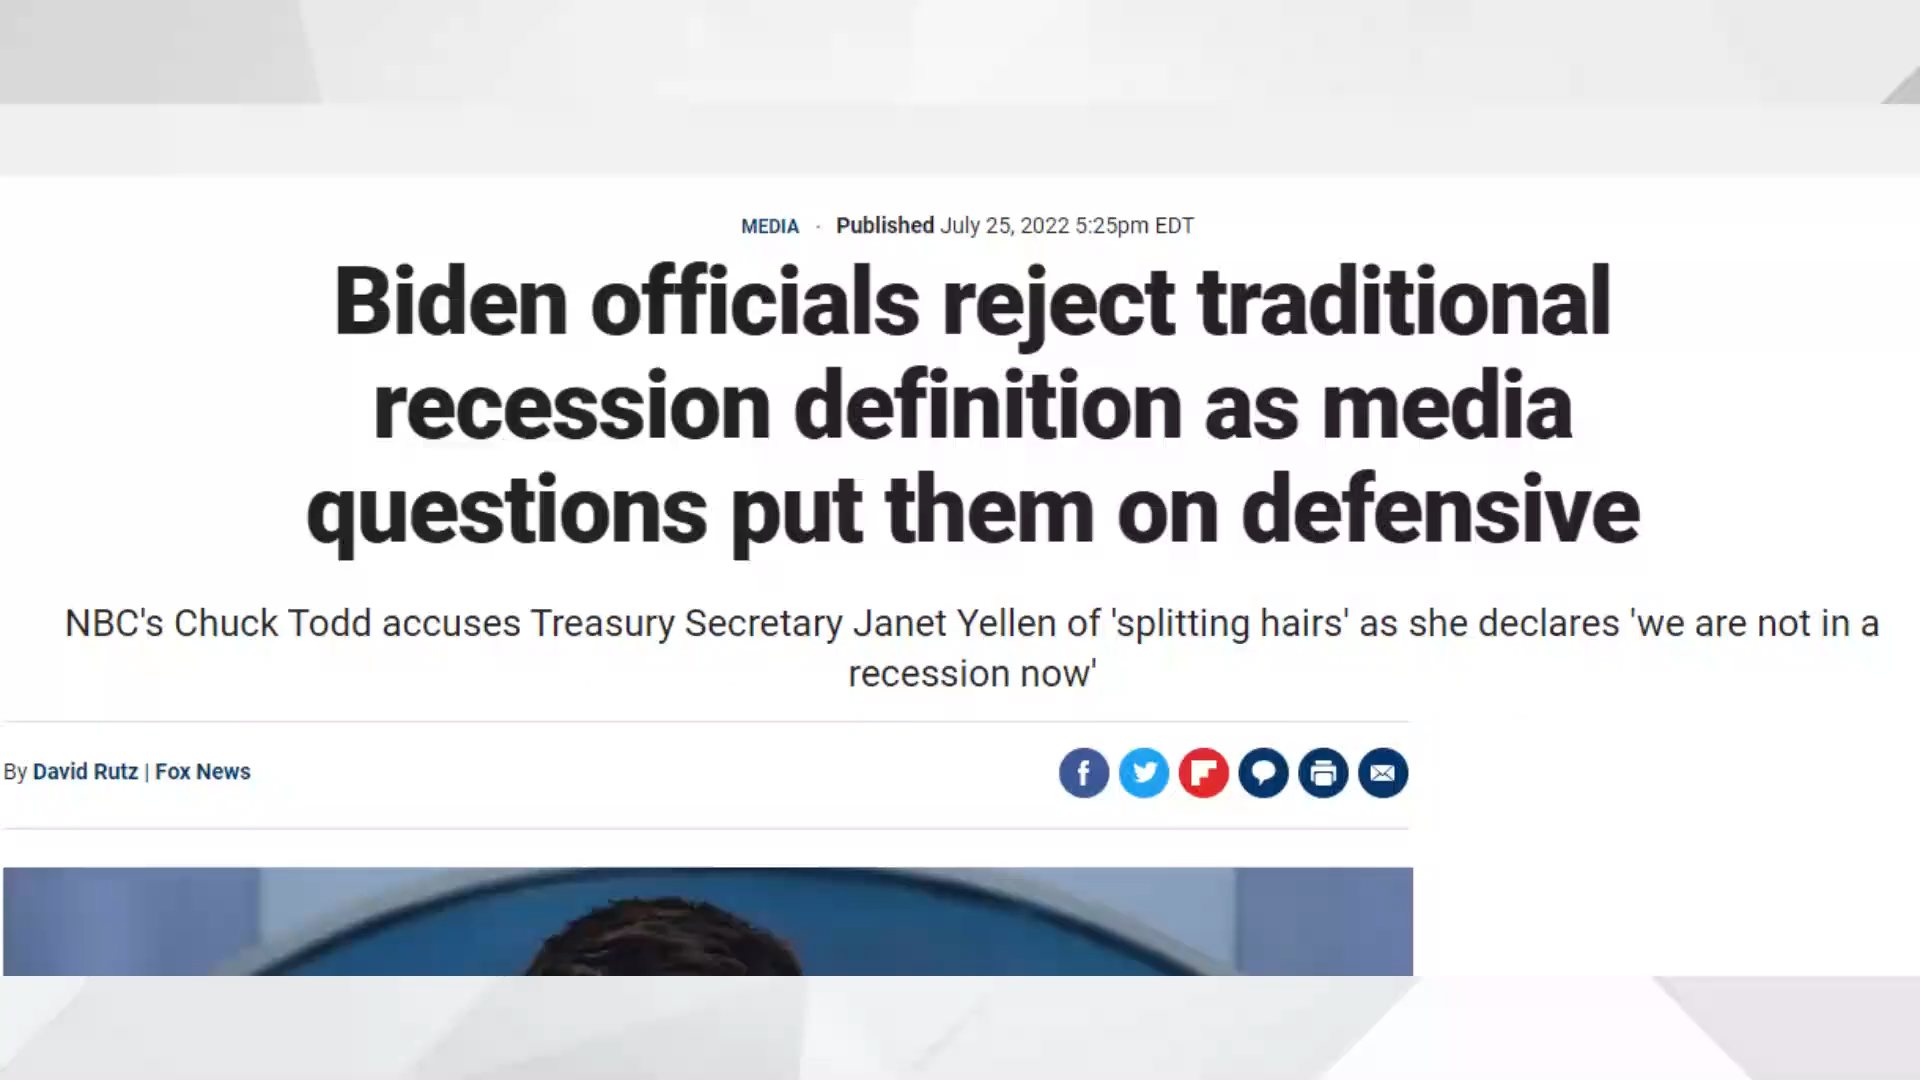 MEDIA · Published July 25, 2022 5:25pm EDT
Biden officials reject traditional
recession definition as media
questions put them on defensive
NBC's Chuck Todd accuses Treasury Secretary Janet Yellen of 'splitting hairs' as she declares 'we are not in a
recession now'
By David Rutz | Fox News